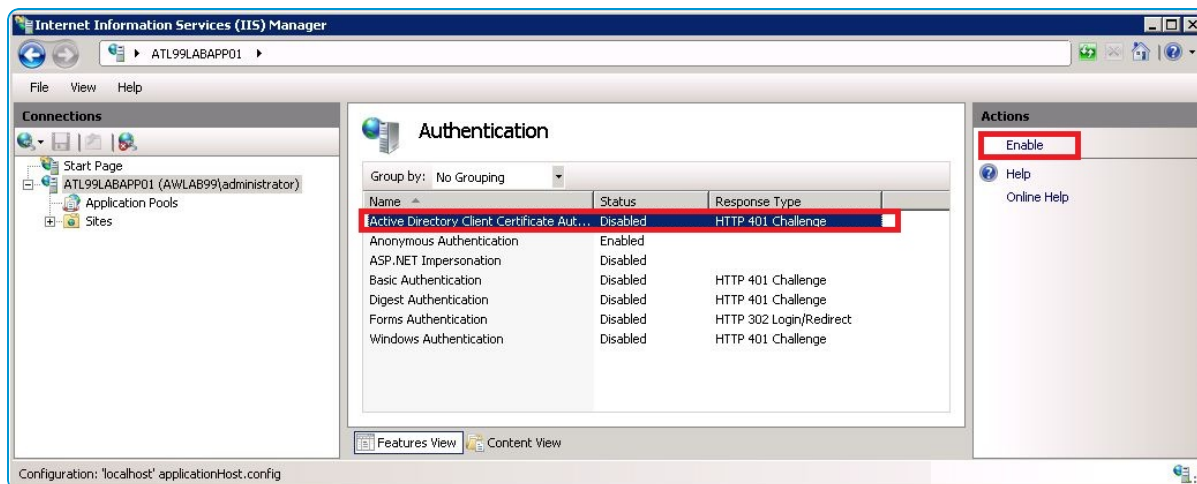 Internet Information Services (IIS) Manager
ATL99LABAPP01
File View Help
Connections
Start Page
ATL99LABAPP01 (AWLAB99\administrator)
Application Pools
Sites
Authentication
Group by: No Grouping
Name Status Response Type
Active Directory Client Certificate Aut... Disabled HTTP 401 Challenge
Anonymous Authentication Enabled
ASP.NET Impersonation Disabled
Basic Authentication Disabled HTTP 401 Challenge
Digest Authentication Disabled HTTP 401 Challenge
Forms Authentication Disabled HTTP 302 Login/Redirect
Windows Authentication Disabled HTTP 401 Challenge
Features View Content View
Actions
Enable
Help
Online Help
Configuration: 'localhost' applicationHost.config